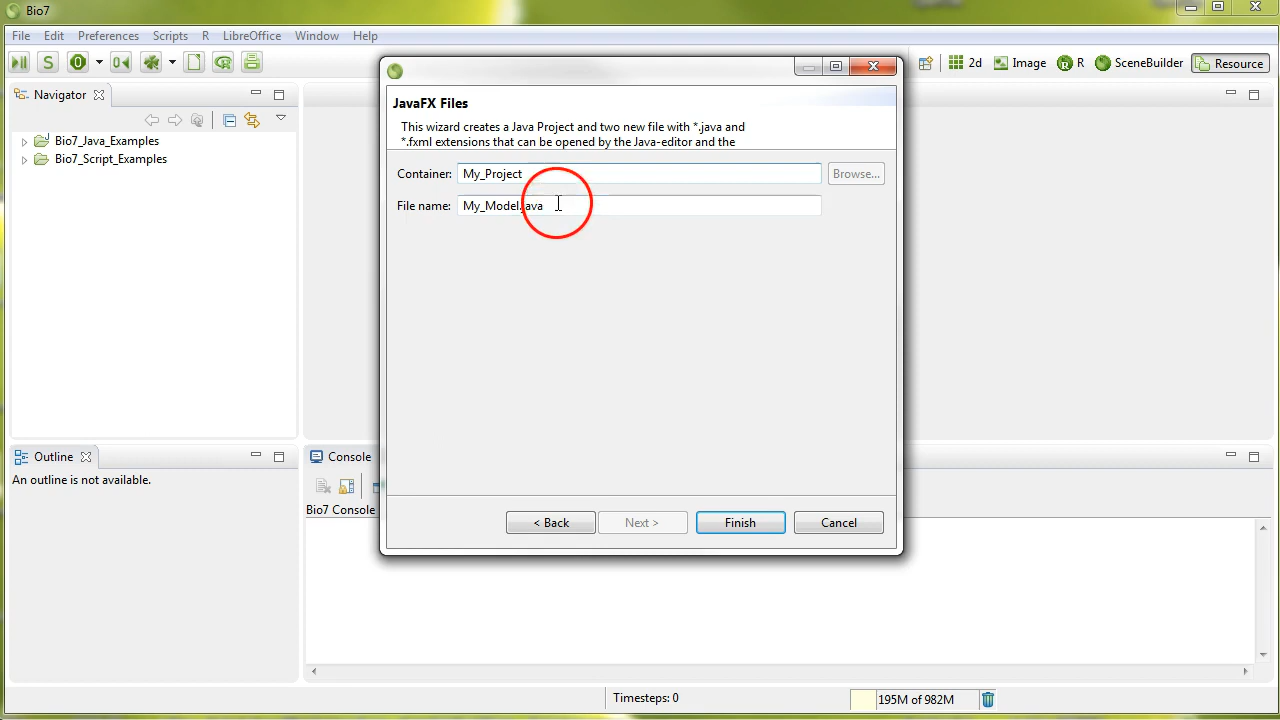 Bio7
File Edit Preferences Scripts R LibreOffice Window Help
2d Image R SceneBuilder Resource
Navigator
Bio7_Java_Examples
Bio7_Script_Examples
JavaFX Files
This wizard creates a Java Project and two new file with *.java and
*.fxml extensions that can be opened by the Java-editor and the
Container: My_Project Browse...
File name: My_Model.java
< Back Next > Finish Cancel
Outline
An outline is not available.
Console
Bio7 Console
Timesteps: 0
195M of 982M